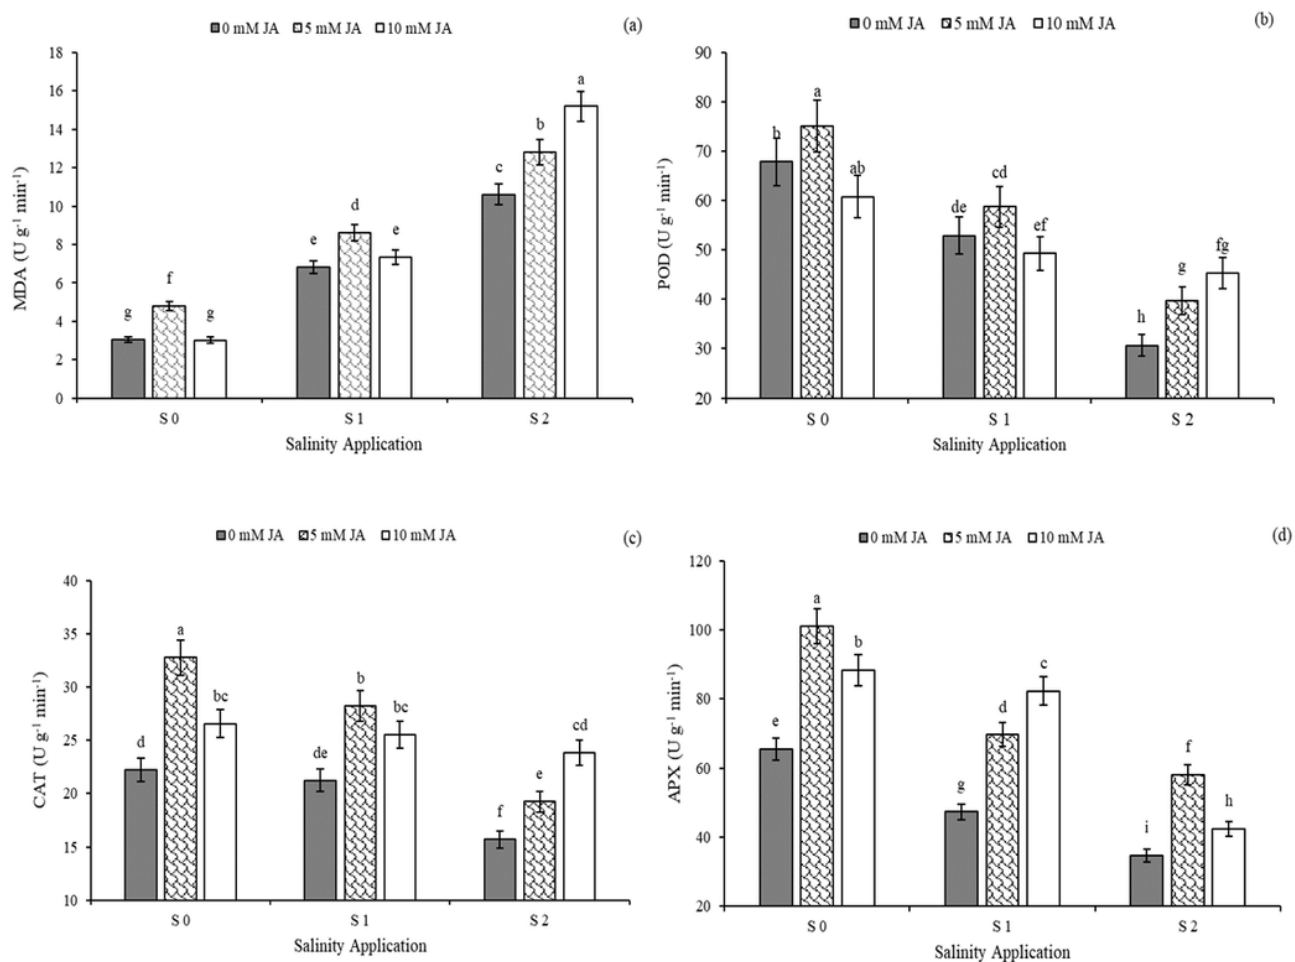 0 mM JA 5 mM JA 10 mM JA (a)
18
16
14
12
10
8
6
4
2
0
MDA (U g-1 min-1)
g f g
e d e
c b a
S 0 S 1 S 2
Salinity Application
0 mM JA 5 mM JA 10 mM JA (b)
90
80
70
60
50
40
30
20
POD (U g-1 min-1)
h a ab
de cd ef
h g fg
S 0 S 1 S 2
Salinity Application
0 mM JA 5 mM JA 10 mM JA (c)
40
35
30
25
20
15
10
CAT (U g-1 min-1)
d a bc
de b bc
f e cd
S 0 S 1 S 2
Salinity Application
0 mM JA 5 mM JA 10 mM JA (d)
120
100
80
60
40
20
APX (U g-1 min-1)
e a b
g d c
i f h
S 0 S 1 S 2
Salinity Application